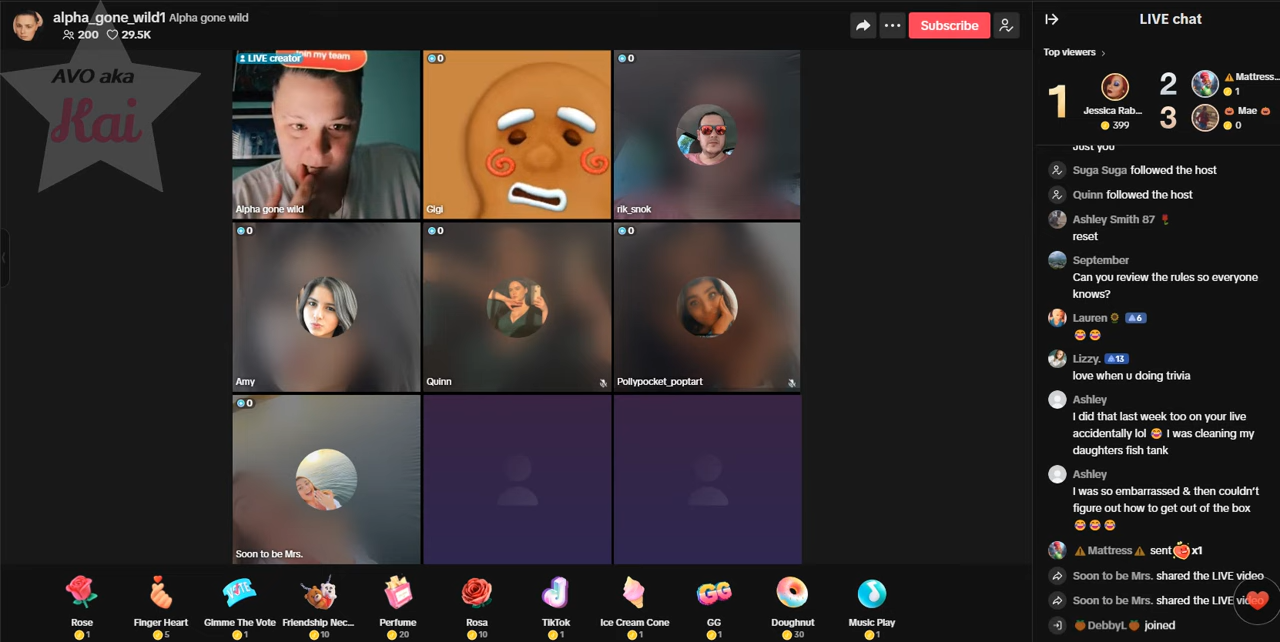 alpha_gone_wild1 Alpha gone wild
200 29.5K
Subscribe
AVO aka
Kai
LIVE creator
Join my team
Alpha gone wild
0
Gigi
0
rik_snok
0
Amy
0
Quinn
0
Pollypocket_poptart
0
Soon to be Mrs.
VOTE
GG
Rose
1
Finger Heart
5
Gimme The Vote
1
Friendship Nec...
10
Perfume
20
Rosa
10
TikTok
1
Ice Cream Cone
1
GG
1
Doughnut
30
Music Play
1
LIVE chat
Top viewers
1
Jessica Rab...
399
2
Mattress...
1
3
Mae
0
Just you
Suga Suga followed the host
Quinn followed the host
Ashley Smith 87
reset
September
Can you review the rules so everyone
knows?
Lauren 6
Lizzy. 13
love when u doing trivia
Ashley
I did that last week too on your live
accidentally lol I was cleaning my
daughters fish tank
Ashley
I was so embarrassed & then couldn't
figure out how to get out of the box
Mattress sent x1
Soon to be Mrs. shared the LIVE video
Soon to be Mrs. shared the LIVE video
DebbyL joined